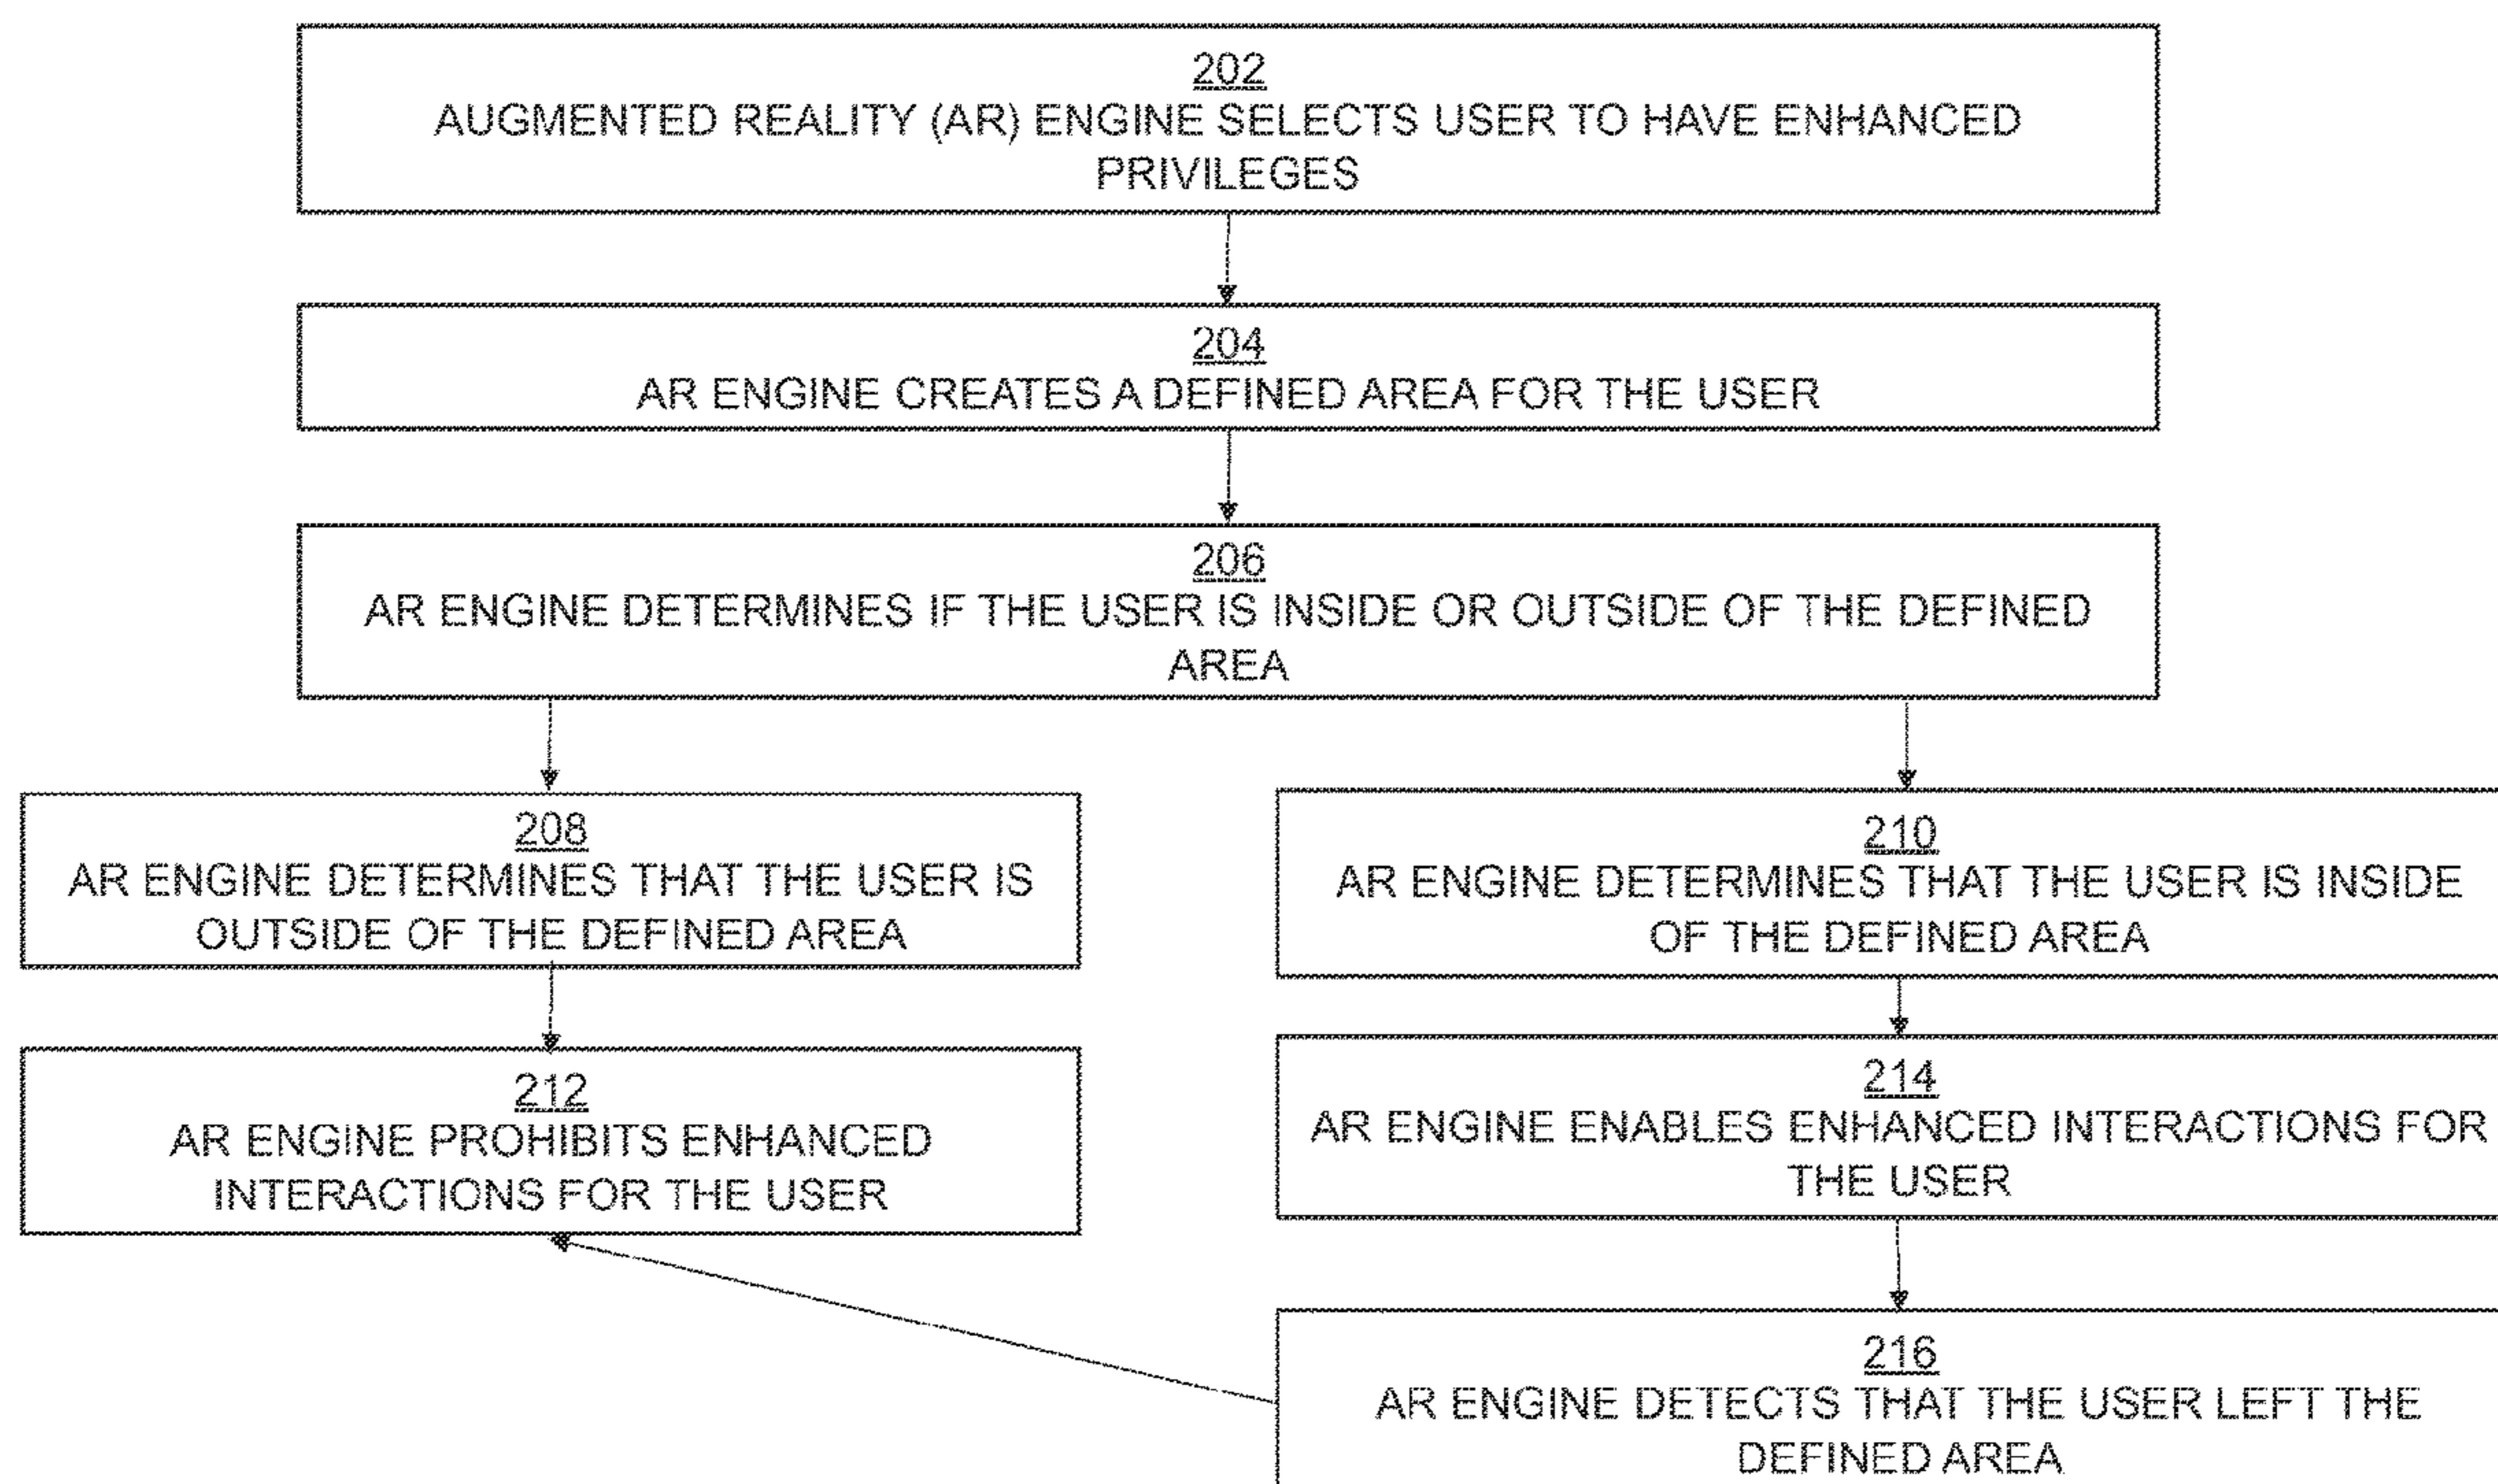 202
AUGMENTED REALITY (AR) ENGINE SELECTS USER TO HAVE ENHANCED
PRIVILEGES
204
AR ENGINE CREATES A DEFINED AREA FOR THE USER
206
AR ENGINE DETERMINES IF THE USER IS INSIDE OR OUTSIDE OF THE DEFINED
AREA
208
AR ENGINE DETERMINES THAT THE USER IS
OUTSIDE OF THE DEFINED AREA
210
AR ENGINE DETERMINES THAT THE USER IS INSIDE
OF THE DEFINED AREA
212
AR ENGINE PROHIBITS ENHANCED
INTERACTIONS FOR THE USER
214
AR ENGINE ENABLES ENHANCED INTERACTIONS FOR
THE USER
216
AR ENGINE DETECTS THAT THE USER LEFT THE
DEFINED AREA